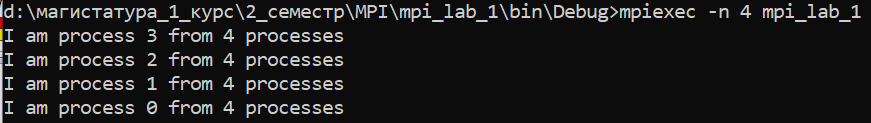 d:\магистратура_1_курс\2_семестр\MPI\mpi_lab_1\bin\Debug>mpiexec -n 4 mpi_lab_1
I am process 3 from 4 processes
I am process 2 from 4 processes
I am process 1 from 4 processes
I am process 0 from 4 processes